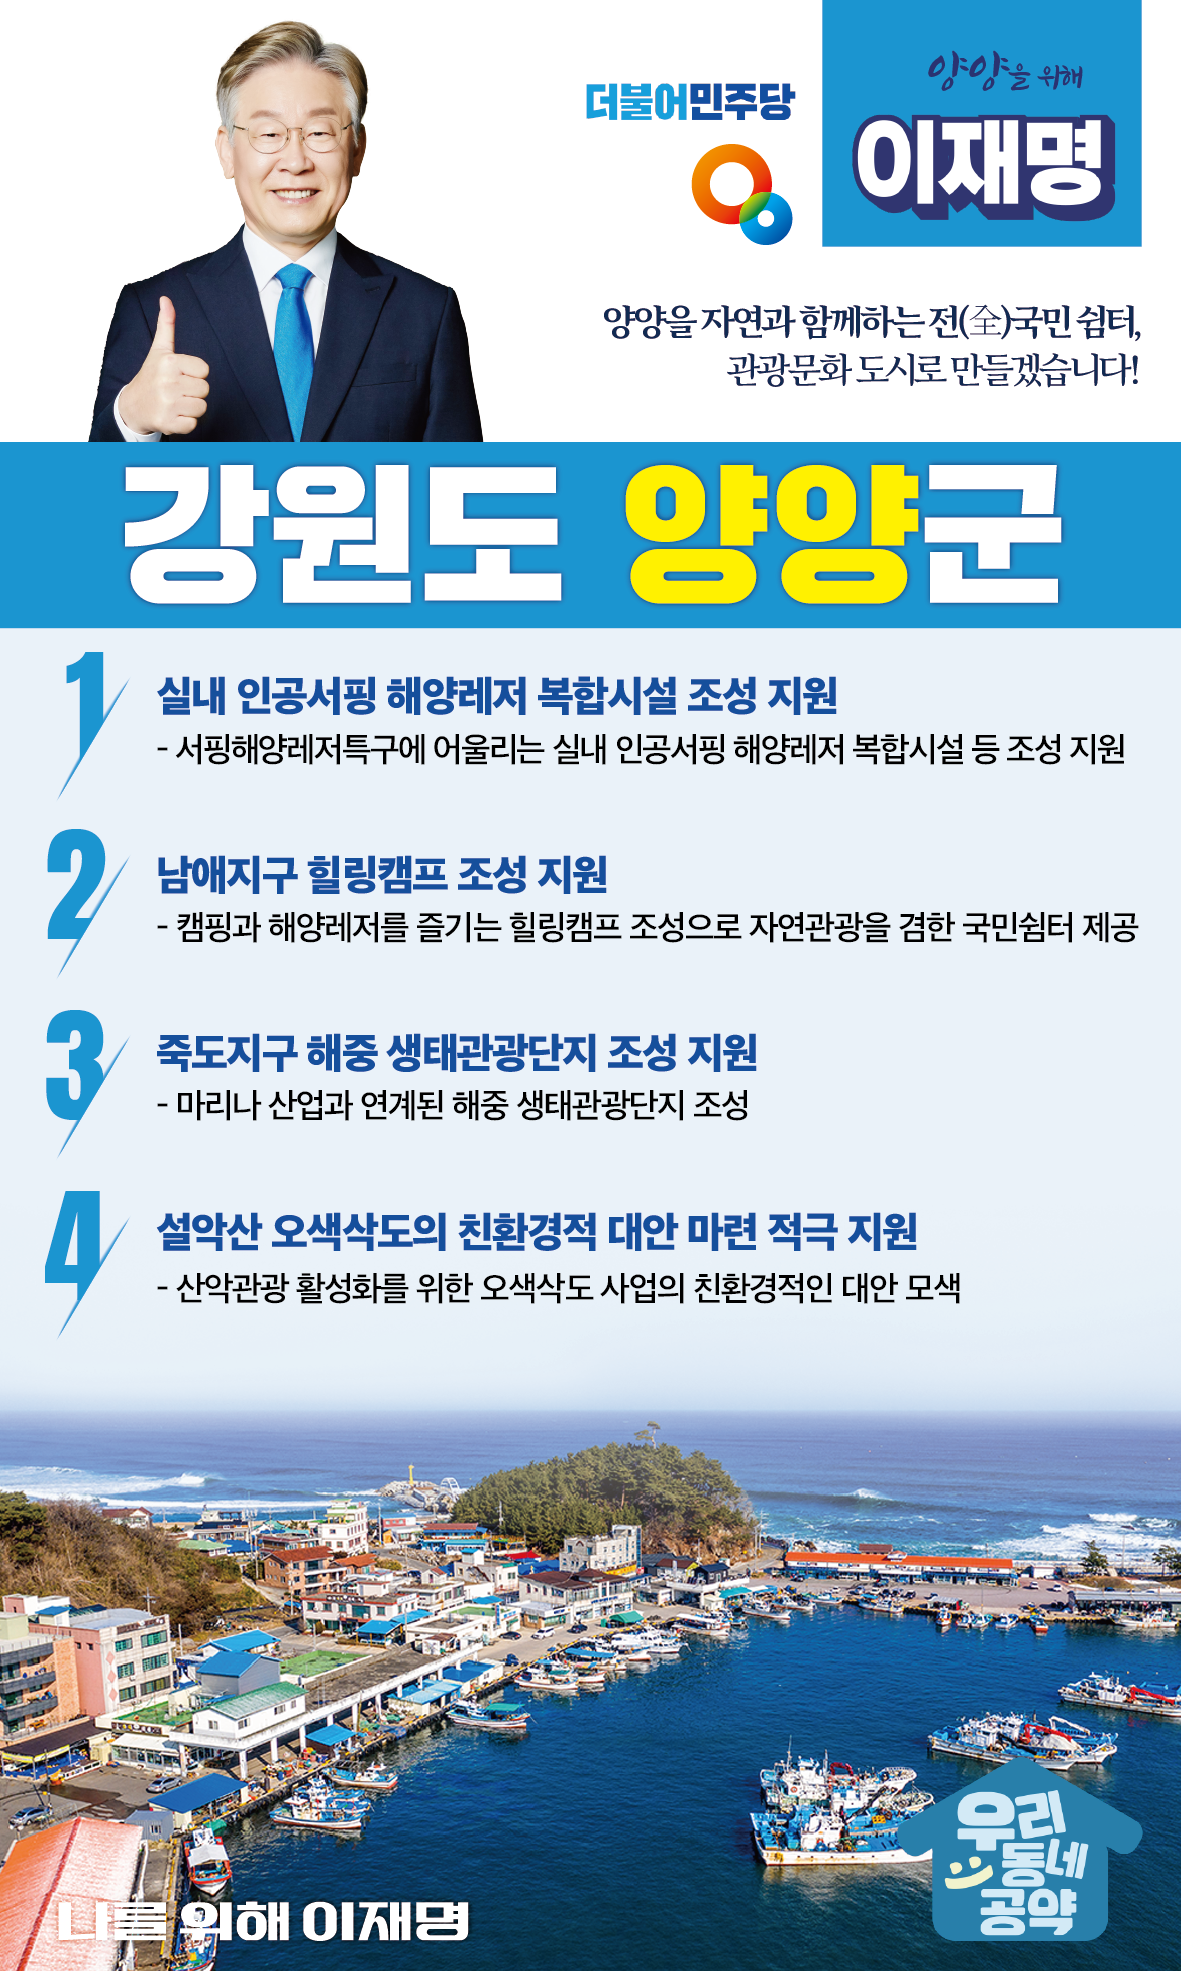 더불어민주당
양양을 위해
이재명
양양을 자연과 함께하는 전(全)국민 쉼터,
관광문화 도시로 만들겠습니다!
강원도 양양군
1
실내 인공서핑 해양레저 복합시설 조성 지원
- 서핑해양레저특구에 어울리는 실내 인공서핑 해양레저 복합시설 등 조성 지원
2
남애지구 힐링캠프 조성 지원
- 캠핑과 해양레저를 즐기는 힐링캠프 조성으로 자연관광을 겸한 국민쉼터 제공
3
죽도지구 해중 생태관광단지 조성 지원
- 마리나 산업과 연계된 해중 생태관광단지 조성
4
설악산 오색삭도의 친환경적 대안 마련 적극 지원
- 산악관광 활성화를 위한 오색삭도 사업의 친환경적인 대안 모색
나를 위해 이재명
우리
동네
공약